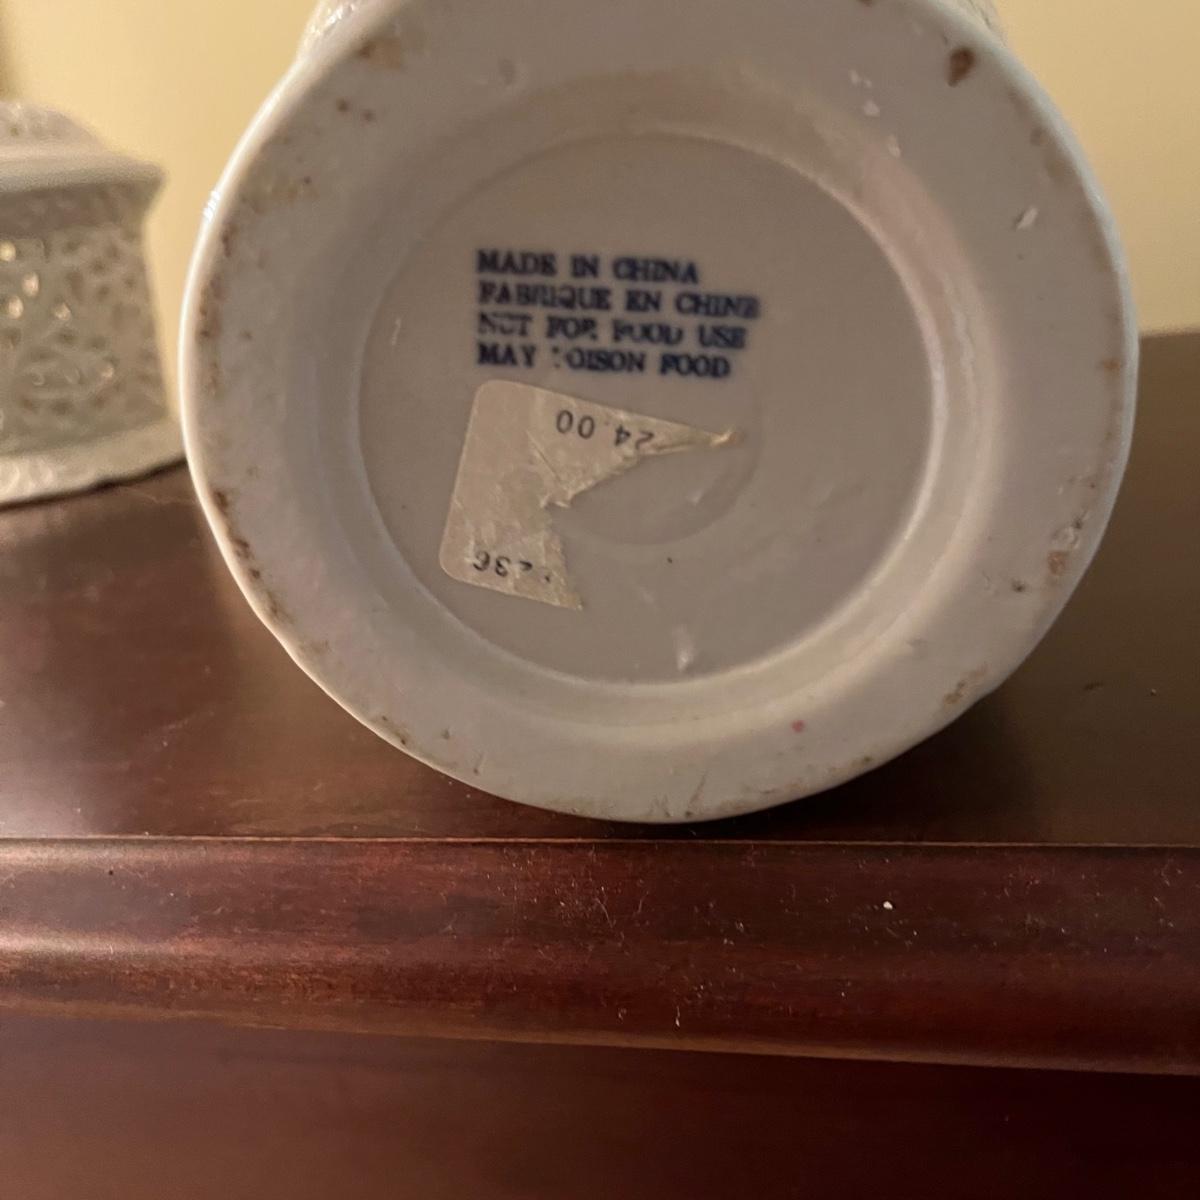 MADE IN CHINA
FABRIQUE EN CHINE
NOT FOR FOOD USE
MAY POISON FOOD
24.00